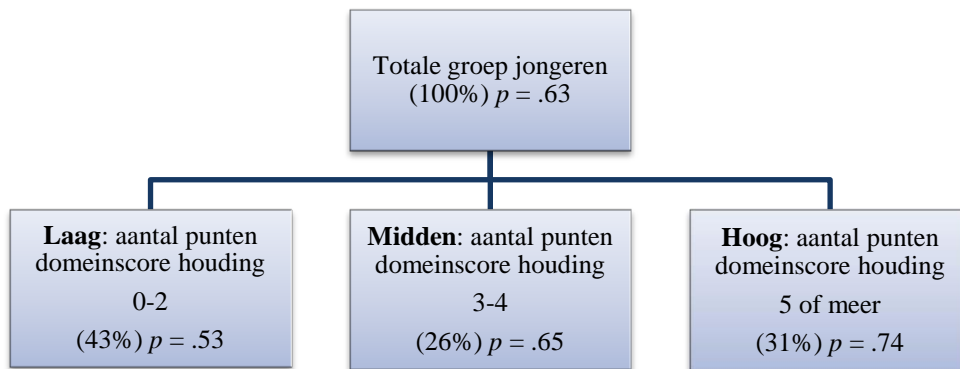 Totale groep jongeren
(100%) p = .63
Laag: aantal punten
domeinscore houding
0-2
(43%) p = .53
Midden: aantal punten
domeinscore houding
3-4
(26%) p = .65
Hoog: aantal punten
domeinscore houding
5 of meer
(31%) p = .74